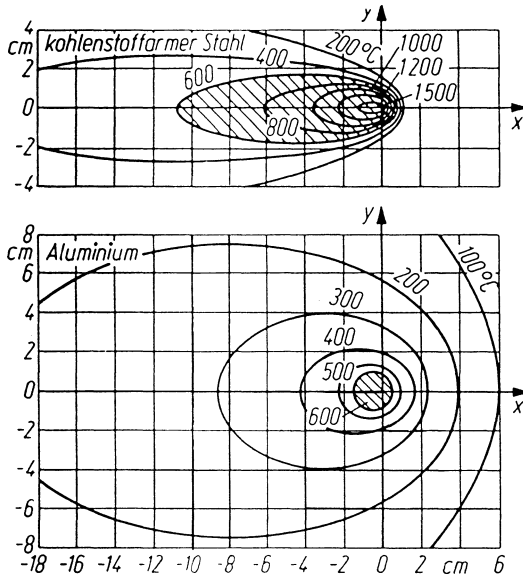 y
cm 4
kohlenstoffarmer Stahl 400 200°C 1000
2
600 1200
0 1500
800 x
-2
-4
y
8
cm Aluminium 100°C
6 200
300
4
400
2
500
0
600 x
-2
-4
-6
-8
-18 -16 -14 -12 -10 -8 -6 -4 -2 0 2 cm 6